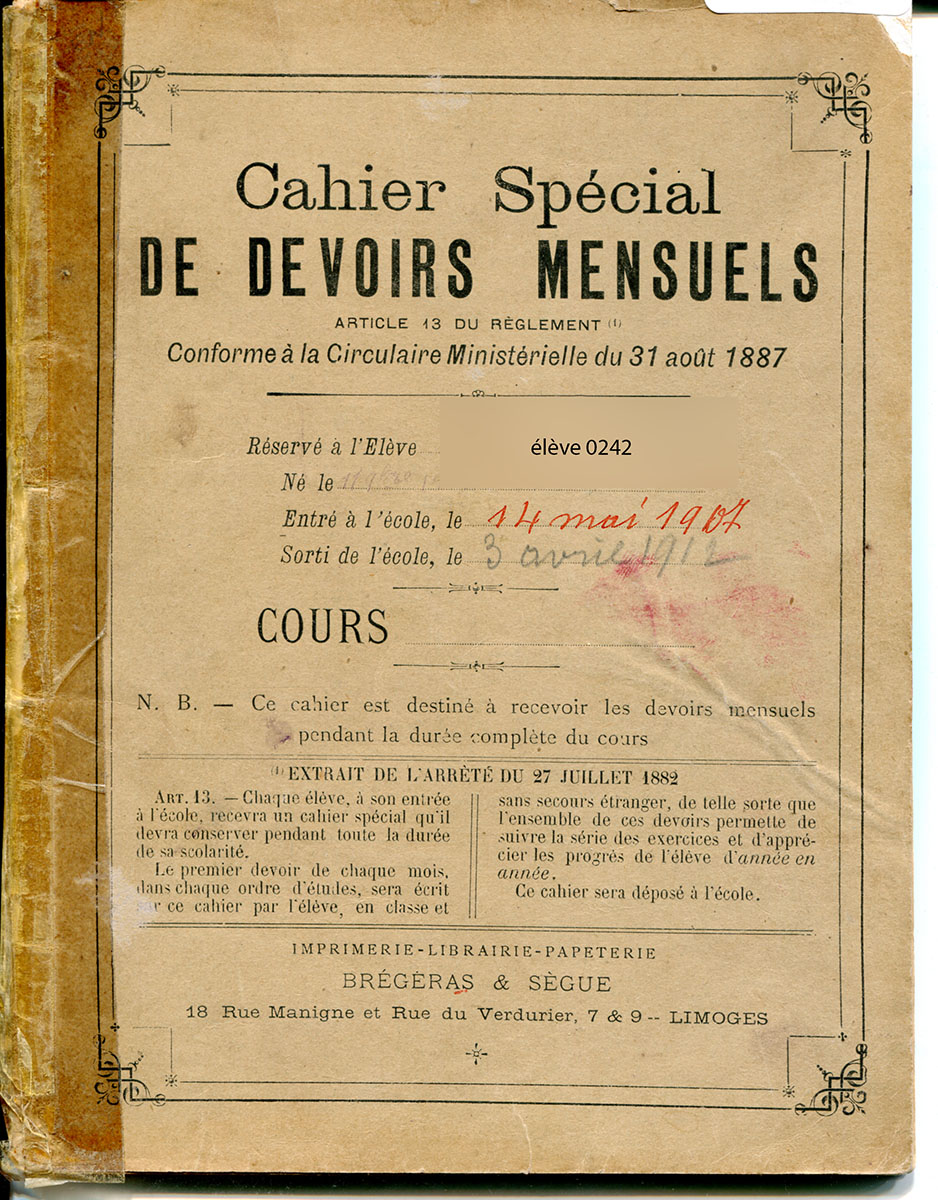 Cahier Spécial
DE DEVOIRS MENSUELS
ARTICLE 13 DU RÈGLEMENT (1)
Conforme à la Circulaire Ministérielle du 31 août 1887
Réservé à l'Elève élève 0242
Né le
Entré à l'école, le 14 mai 1907
Sorti de l'école, le 3 avril 1912
COURS
N. B. — Ce cahier est destiné à recevoir les devoirs mensuels
pendant la durée complète du cours
(1) EXTRAIT DE L'ARRÊTÉ DU 27 JUILLET 1882
ART. 13. — Chaque élève, à son entrée
à l'école, recevra un cahier spécial qu'il
devra conserver pendant toute la durée
de sa scolarité.
Le premier devoir de chaque mois,
dans chaque ordre d'études, sera écrit
sur ce cahier par l'élève, en classe et
sans secours étranger, de telle sorte que
l'ensemble de ces devoirs permette de
suivre la série des exercices et d'appré-
cier les progrès de l'élève d'année en
année.
Ce cahier sera déposé à l'école.
IMPRIMERIE-LIBRAIRIE-PAPETERIE
BRÉGÉRAS & SÈGUE
18 Rue Manigne et Rue du Verdurier, 7 & 9 -- LIMOGES